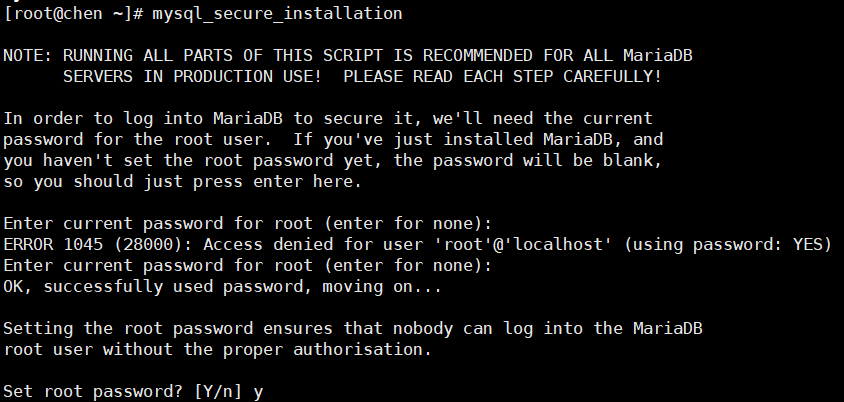 [root@chen ~]# mysql_secure_installation
NOTE: RUNNING ALL PARTS OF THIS SCRIPT IS RECOMMENDED FOR ALL MariaDB
SERVERS IN PRODUCTION USE!  PLEASE READ EACH STEP CAREFULLY!
In order to log into MariaDB to secure it, we'll need the current
password for the root user.  If you've just installed MariaDB, and
you haven't set the root password yet, the password will be blank,
so you should just press enter here.
Enter current password for root (enter for none):
ERROR 1045 (28000): Access denied for user 'root'@'localhost' (using password: YES)
Enter current password for root (enter for none):
OK, successfully used password, moving on...
Setting the root password ensures that nobody can log into the MariaDB
root user without the proper authorisation.
Set root password? [Y/n] y